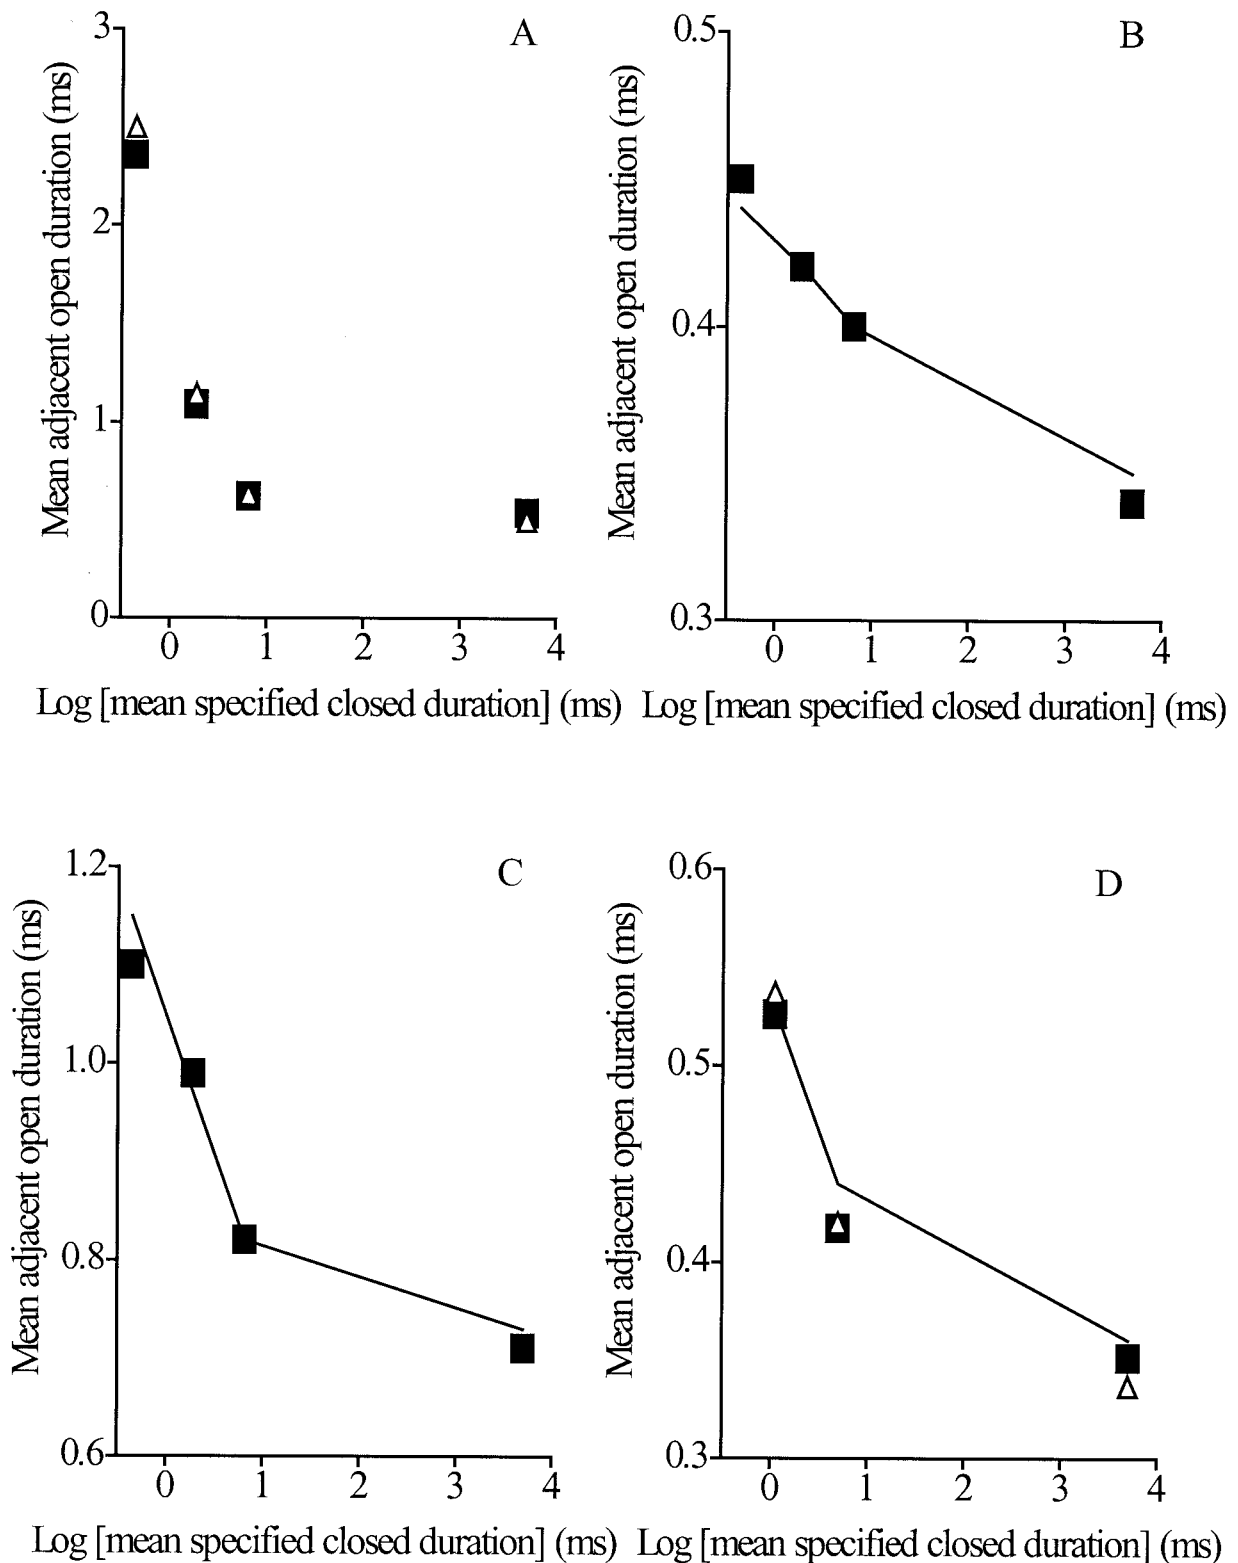 A
3
2
1
0
Mean adjacent open duration (ms)
0 1 2 3 4
Log [mean specified closed duration] (ms)
B
0.5
0.4
0.3
Mean adjacent open duration (ms)
0 1 2 3 4
Log [mean specified closed duration] (ms)
C
1.2
1.0
0.8
0.6
Mean adjacent open duration (ms)
0 1 2 3 4
Log [mean specified closed duration] (ms)
D
0.6
0.5
0.4
0.3
Mean adjacent open duration (ms)
0 1 2 3 4
Log [mean specified closed duration] (ms)